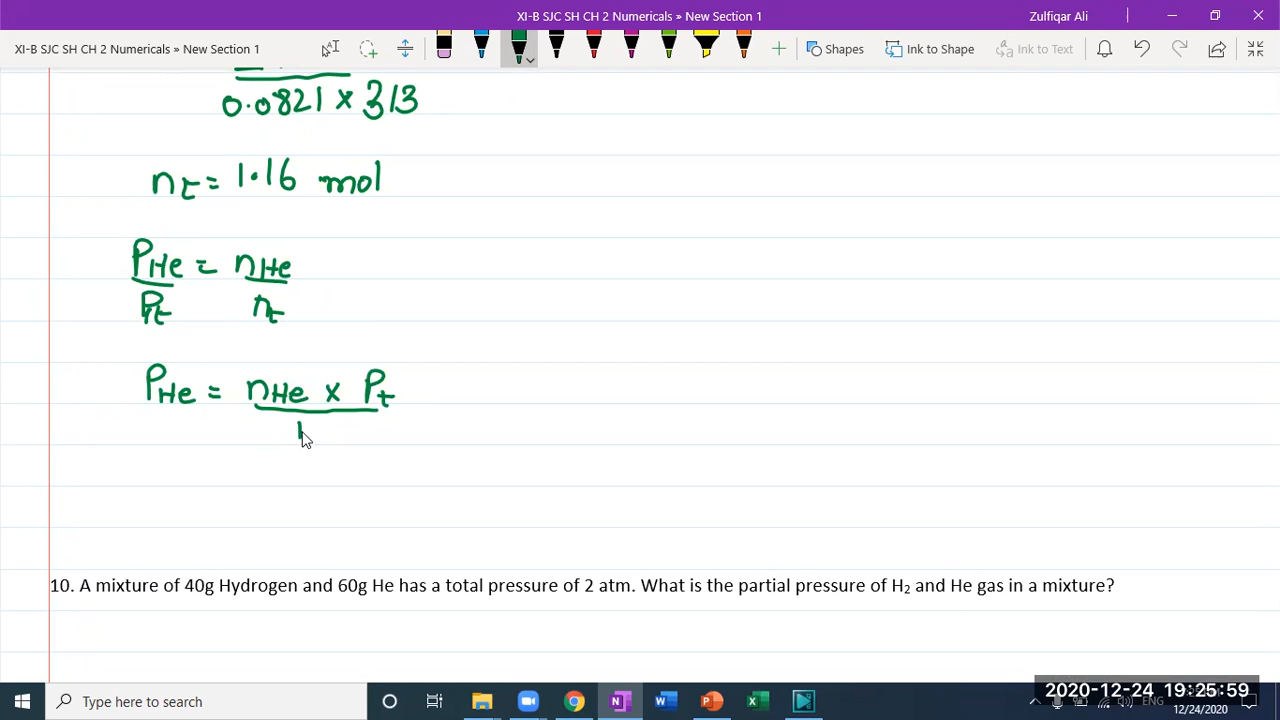 XI-B SJC SH CH 2 Numericals » New Section 1
Zulfiqar Ali
XI-B SJC SH CH 2 Numericals » New Section 1
Shapes
Ink to Shape
Ink to Text
0.0821 x 313
nt = 1.16 mol
PHe = nHe
Pt nt
PHe = nHe x Pt
10. A mixture of 40g Hydrogen and 60g He has a total pressure of 2 atm. What is the partial pressure of H₂ and He gas in a mixture?
Type here to search
ENG
2020-12-24 19:25:59
12/24/2020